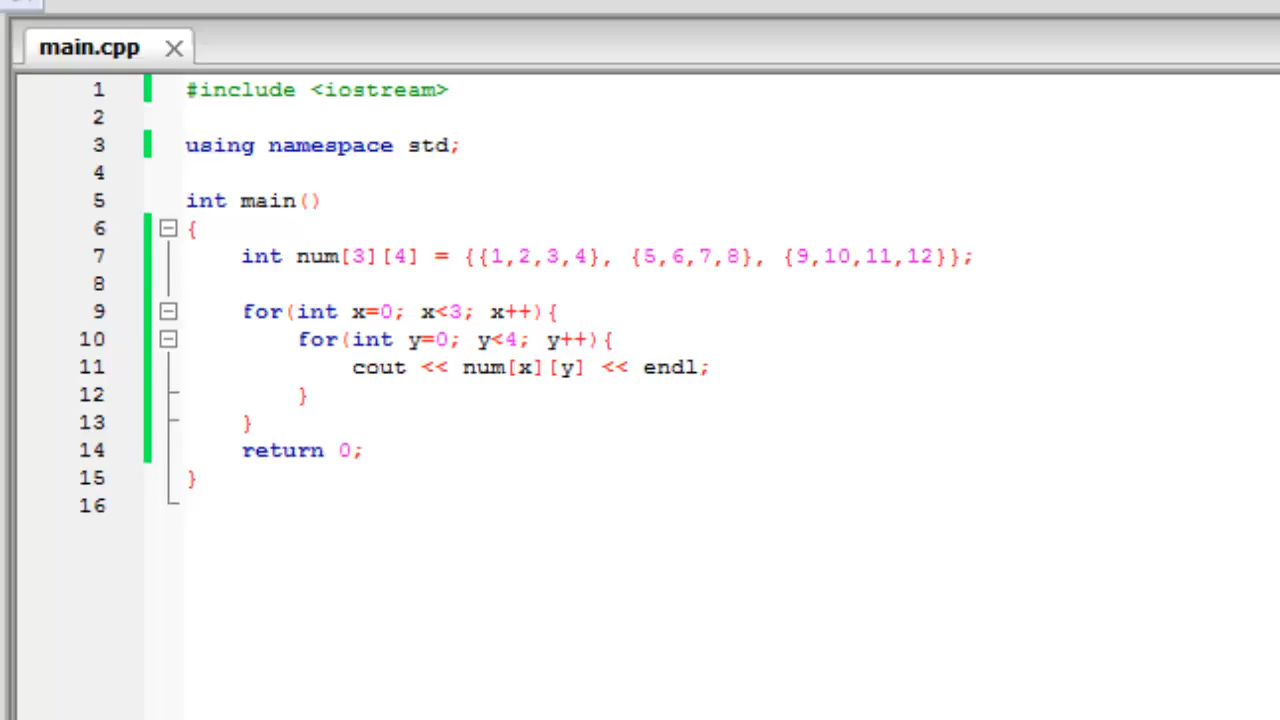 main.cpp
1 #include <iostream>
2
3 using namespace std;
4
5 int main()
6 {
7 int num[3][4] = {{1,2,3,4}, {5,6,7,8}, {9,10,11,12}};
8
9 for(int x=0; x<3; x++){
10 for(int y=0; y<4; y++){
11 cout << num[x][y] << endl;
12 }
13 }
14 return 0;
15 }
16